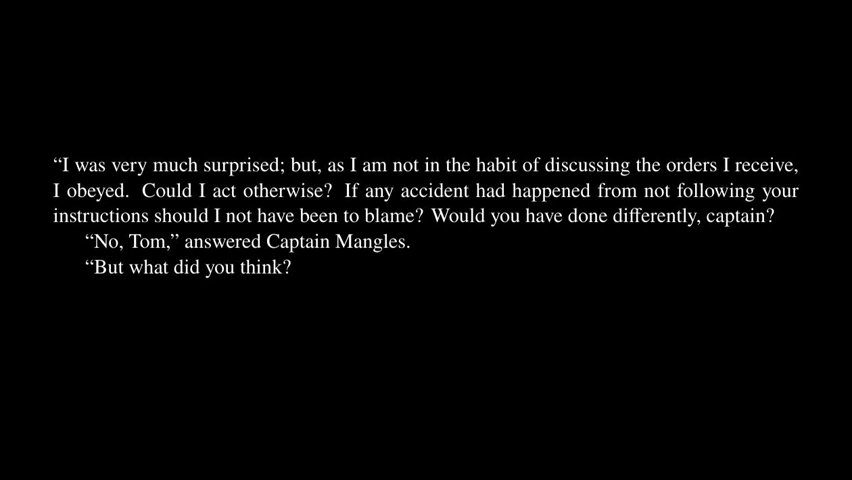 “I was very much surprised; but, as I am not in the habit of discussing the orders I receive,
I obeyed. Could I act otherwise? If any accident had happened from not following your
instructions should I not have been to blame? Would you have done differently, captain?
“No, Tom,” answered Captain Mangles.
“But what did you think?